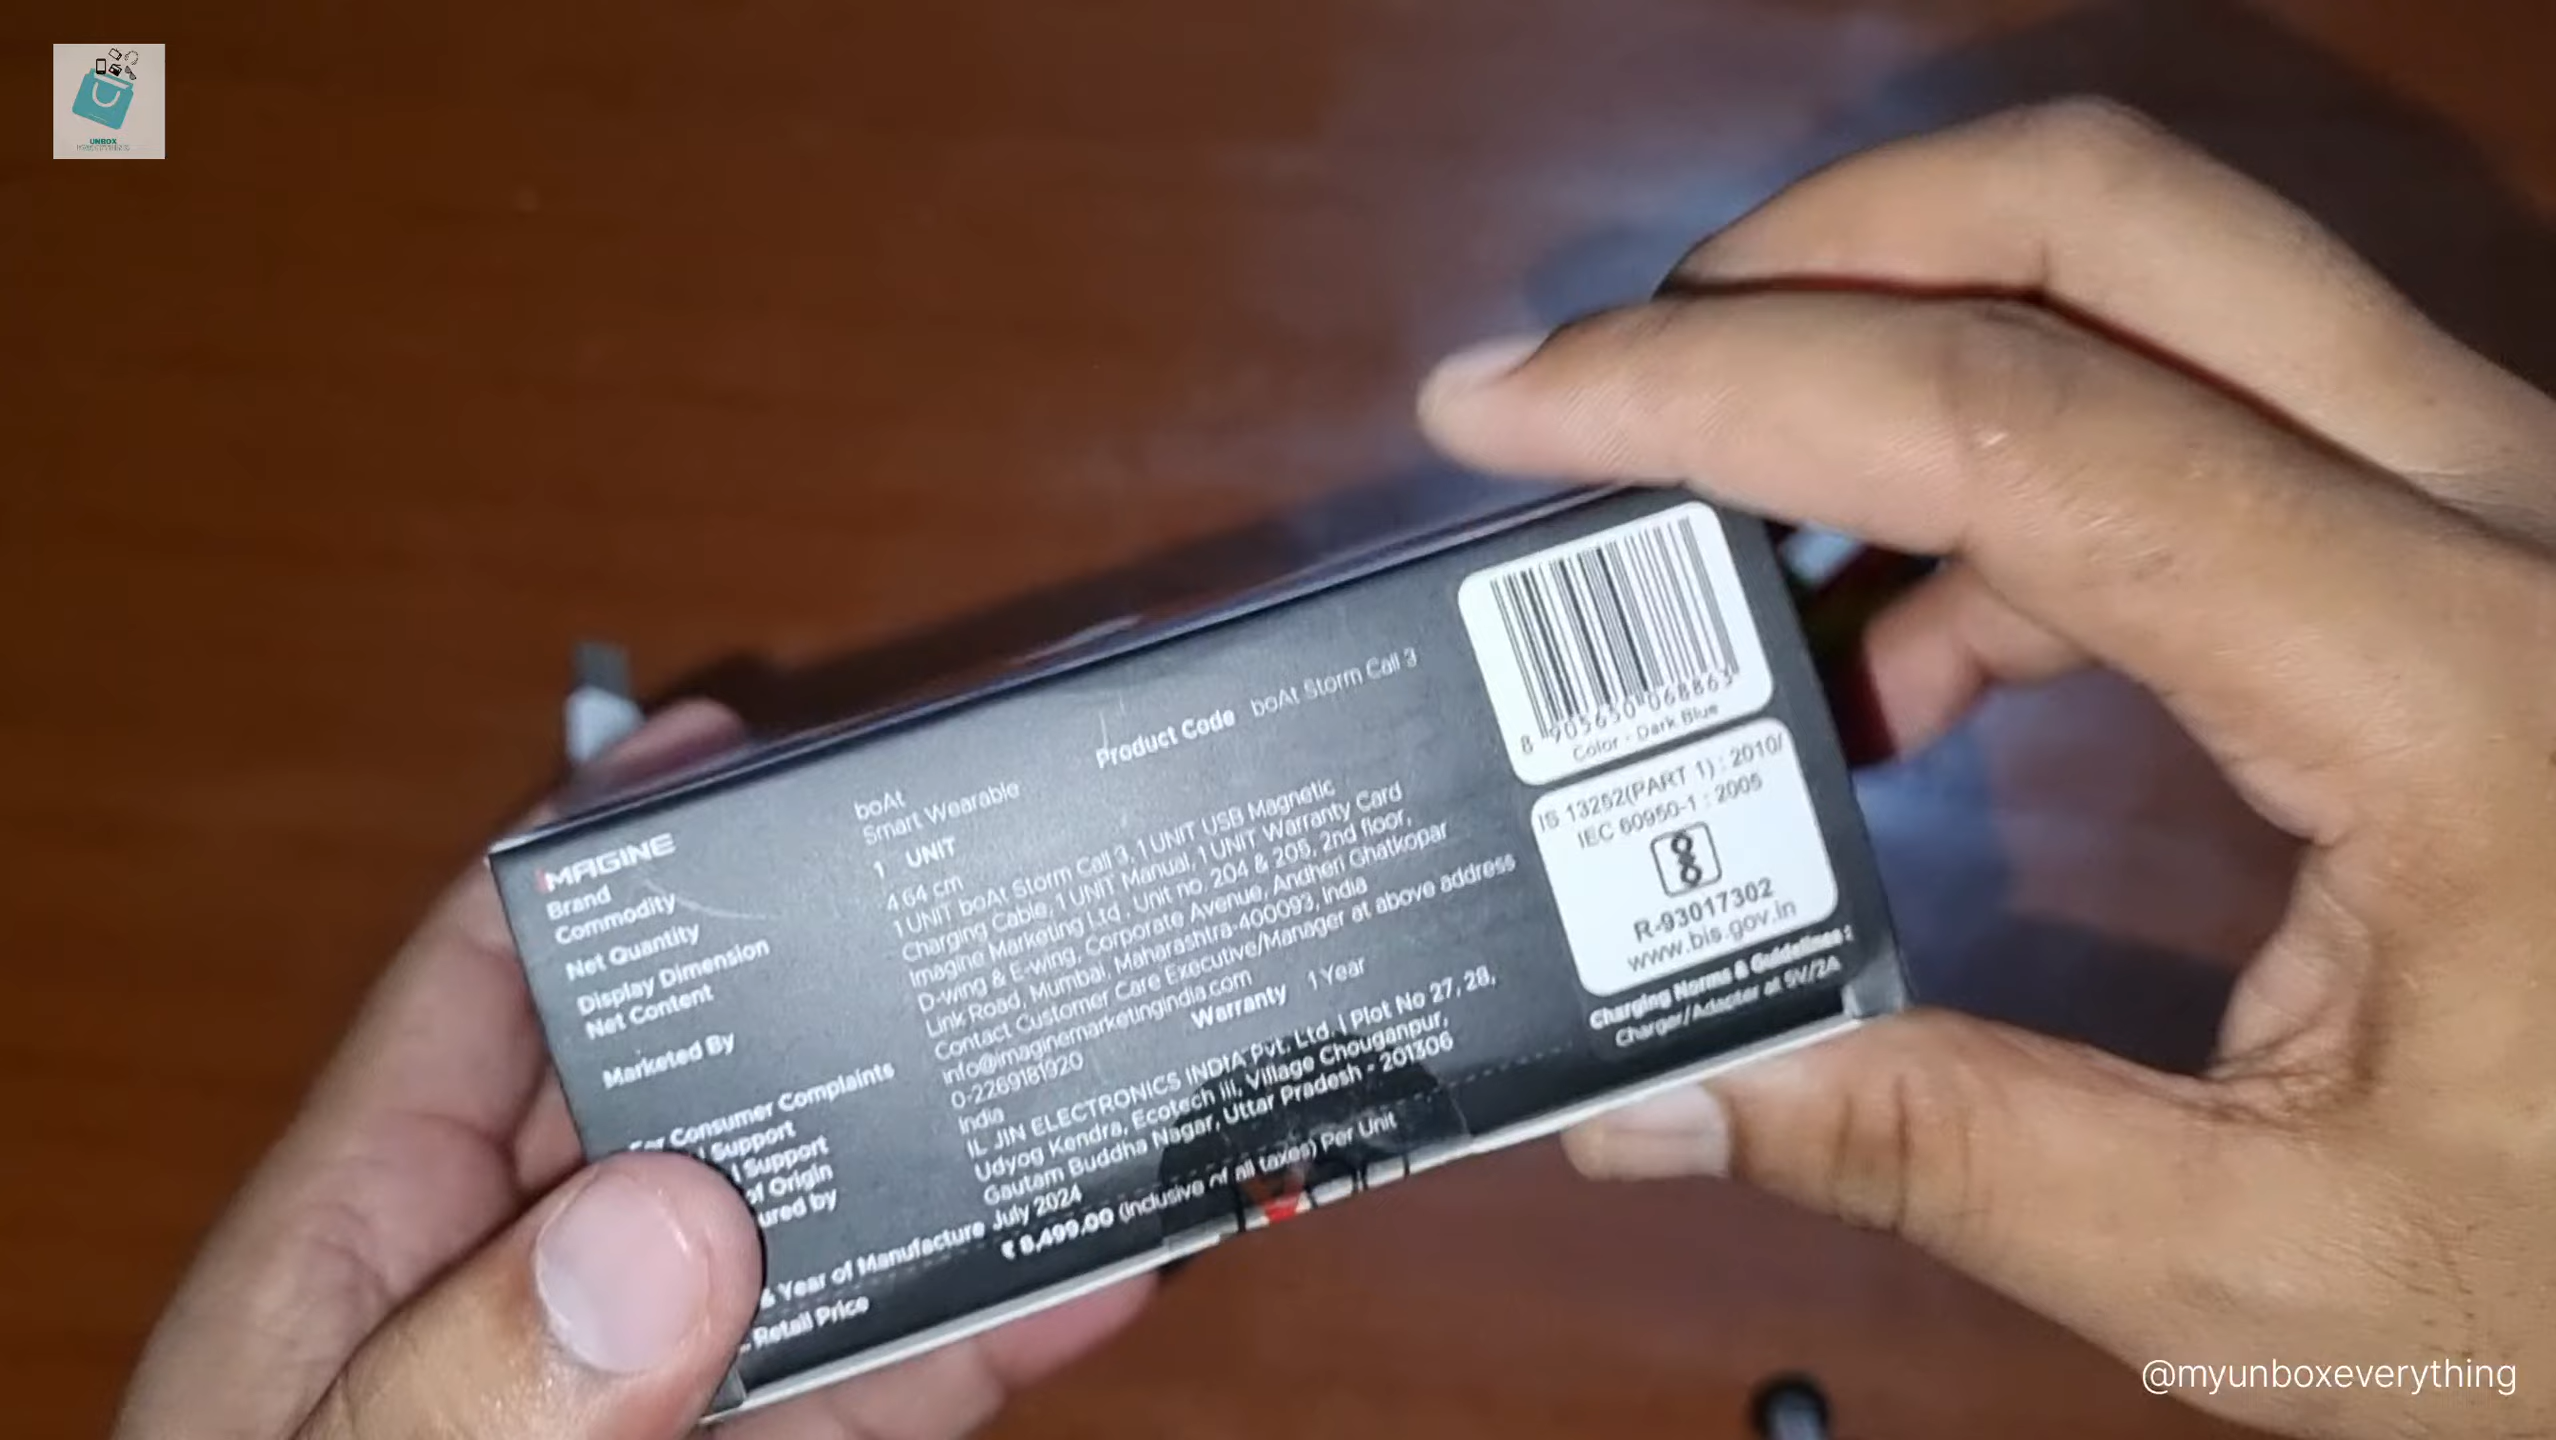 UNBOX
iMAGINE
Brand
boAt
Commodity
Smart Wearable
Product Code boAt Storm Call 3
Net Quantity
1 UNIT
Display Dimension
4.64 cm
Net Content
1 UNIT boAt Storm Call 3, 1 UNIT USB Magnetic
Charging Cable, 1 UNIT Manual, 1 UNIT Warranty Card
Marketed By
Imagine Marketing Ltd, Unit no. 204 & 205, 2nd floor,
D-wing & E-wing, Corporate Avenue, Andheri Ghatkopar
Link Road, Mumbai, Maharashtra-400093, India
For Consumer Complaints
Contact Customer Care Executive/Manager at above address
Support
info@imaginemarketingindia.com
Warranty 1 Year
Support
0-2269181920
of Origin
India
ured by
IL JIN ELECTRONICS INDIA Pvt. Ltd. | Plot No 27, 28,
Udyog Kendra, Ecotech iii, Village Chouganpur,
Gautam Buddha Nagar, Uttar Pradesh - 201306
& Year of Manufacture July 2024
Retail Price
₹ 8,499.00 (inclusive of all taxes) Per Unit
8 905650 068863
Color - Dark Blue
IS 13252(PART 1) : 2010/
IEC 60950-1 : 2005
R-93017302
www.bis.gov.in
Charging Norms & Guidelines :
Charger/Adapter at 5V/2A
@myunboxeverything